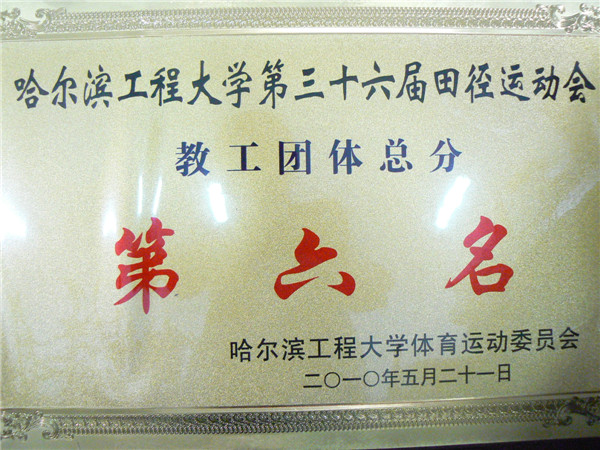 哈尔滨工程大学第三十六届田径运动会
教工团体总分
第六名
哈尔滨工程大学体育运动委员会
二〇一〇年五月二十一日